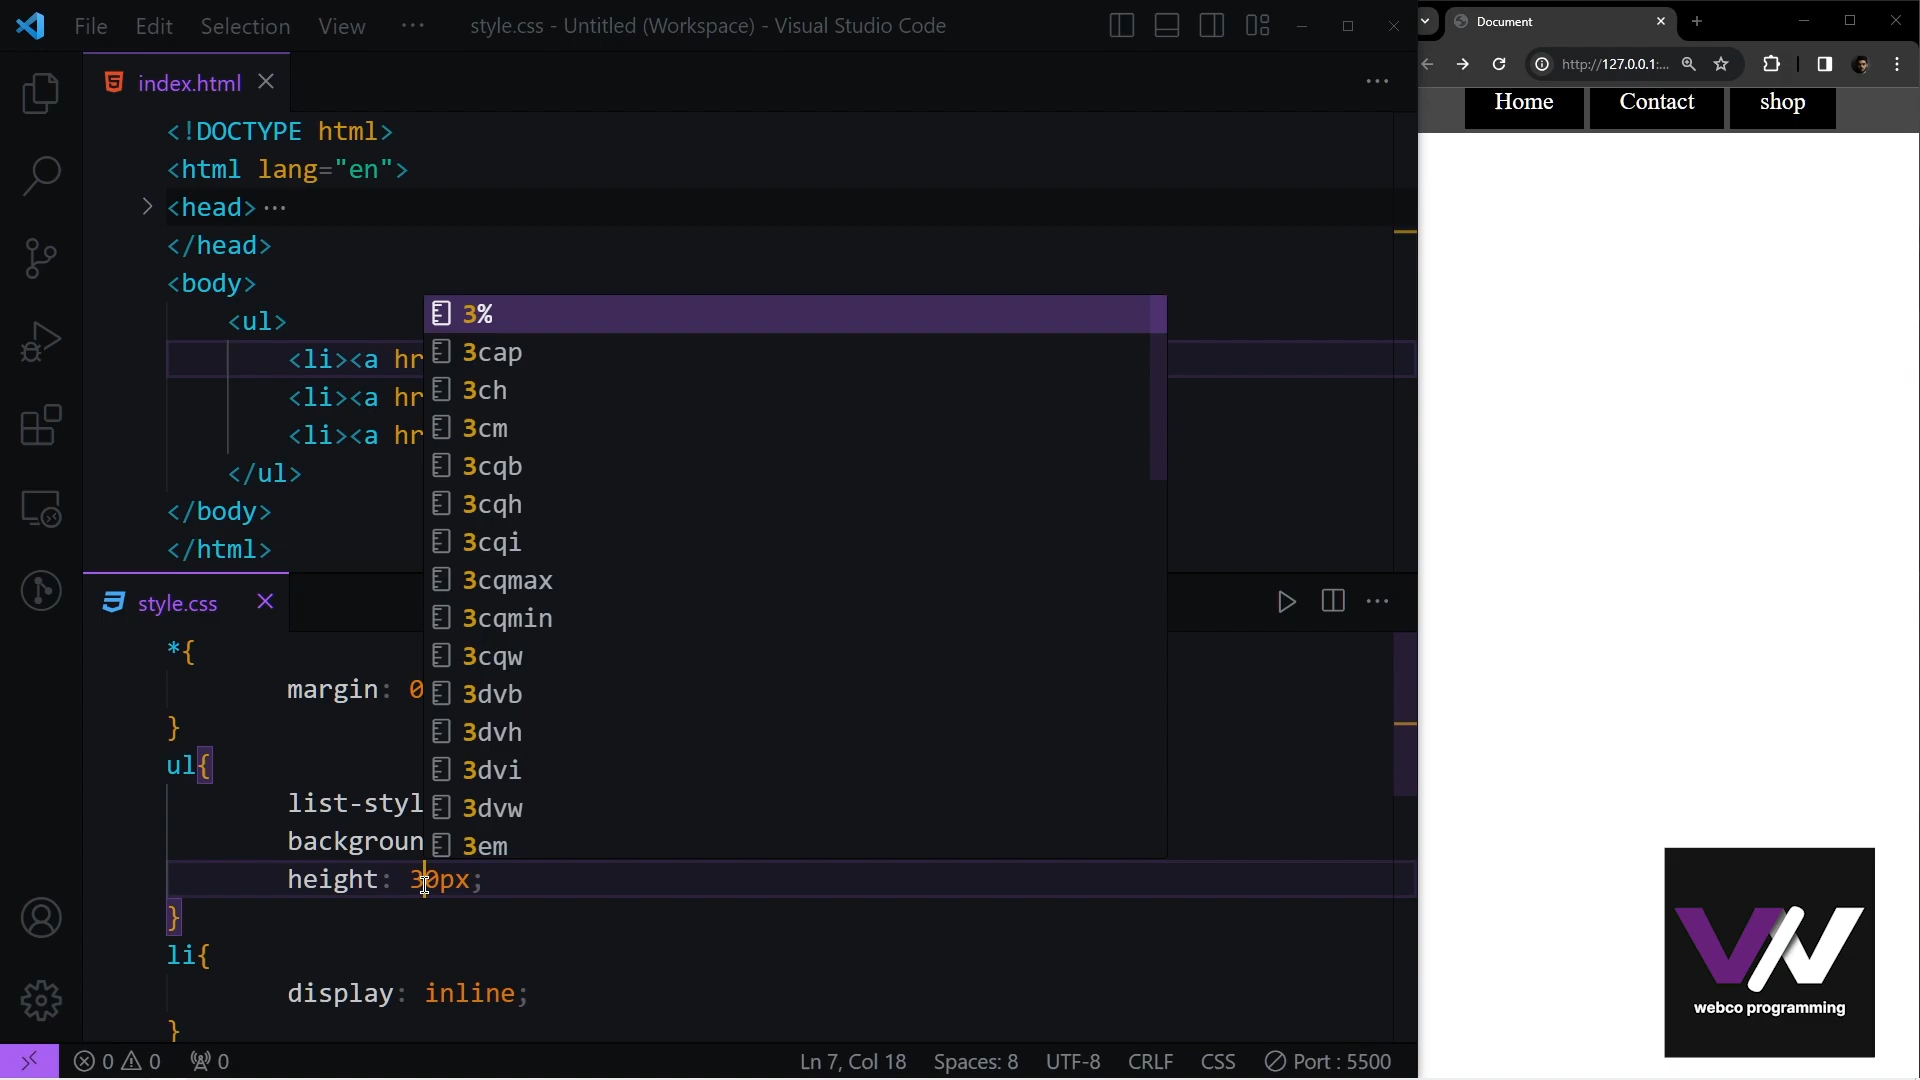 File Edit Selection View ··· style.css - Untitled (Workspace) - Visual Studio Code
index.html
<!DOCTYPE html>
<html lang="en">
<head>···
</head>
<body>
<ul>
<li><a hr
<li><a hr
<li><a hr
</ul>
</body>
</html>
3%
3cap
3ch
3cm
3cqb
3cqh
3cqi
3cqmax
3cqmin
3cqw
3dvb
3dvh
3dvi
3dvw
3em
style.css
*{
margin: 0
}
ul{
list-styl
backgroun
height: 30px;
}
li{
display: inline;
}
0 0 0 Ln 7, Col 18 Spaces: 8 UTF-8 CRLF CSS Port : 5500
Document
http://127.0.0.1:...
Home Contact shop
webco programming